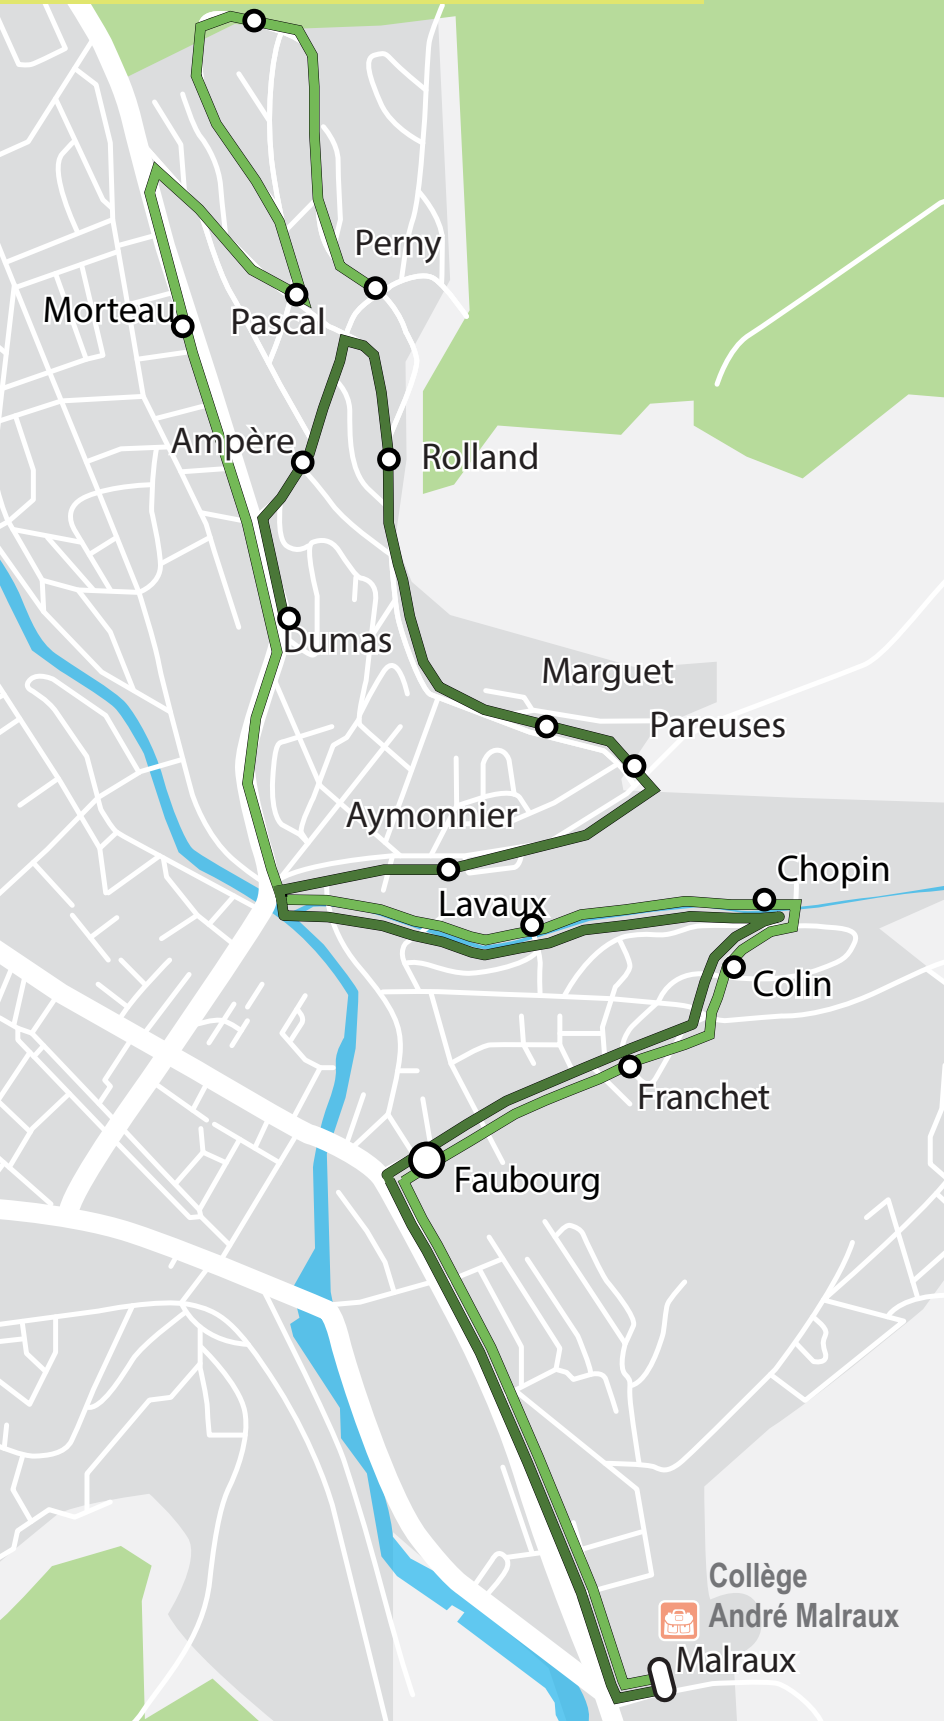 Perny
Morteau
Pascal
Ampère
Rolland
Dumas
Marguet
Pareuses
Aymonnier
Chopin
Lavaux
Colin
Franchet
Faubourg
Collège
André Malraux
Malraux